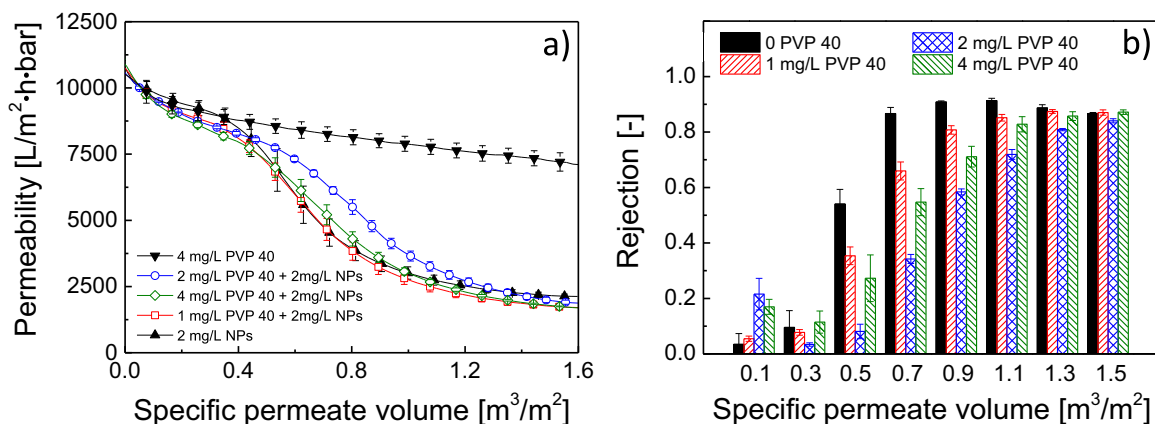 a)
Permeability [L/m²·h·bar]
12500
10000
7500
5000
2500
0
4 mg/L PVP 40
2 mg/L PVP 40 + 2mg/L NPs
4 mg/L PVP 40 + 2mg/L NPs
1 mg/L PVP 40 + 2mg/L NPs
2 mg/L NPs
0.0 0.4 0.8 1.2 1.6
Specific permeate volume [m³/m²]
b)
0 PVP 40 2 mg/L PVP 40
1 mg/L PVP 40 4 mg/L PVP 40
Rejection [-]
1.0
0.8
0.6
0.4
0.2
0.0
0.1 0.3 0.5 0.7 0.9 1.1 1.3 1.5
Specific permeate volume [m³/m²]